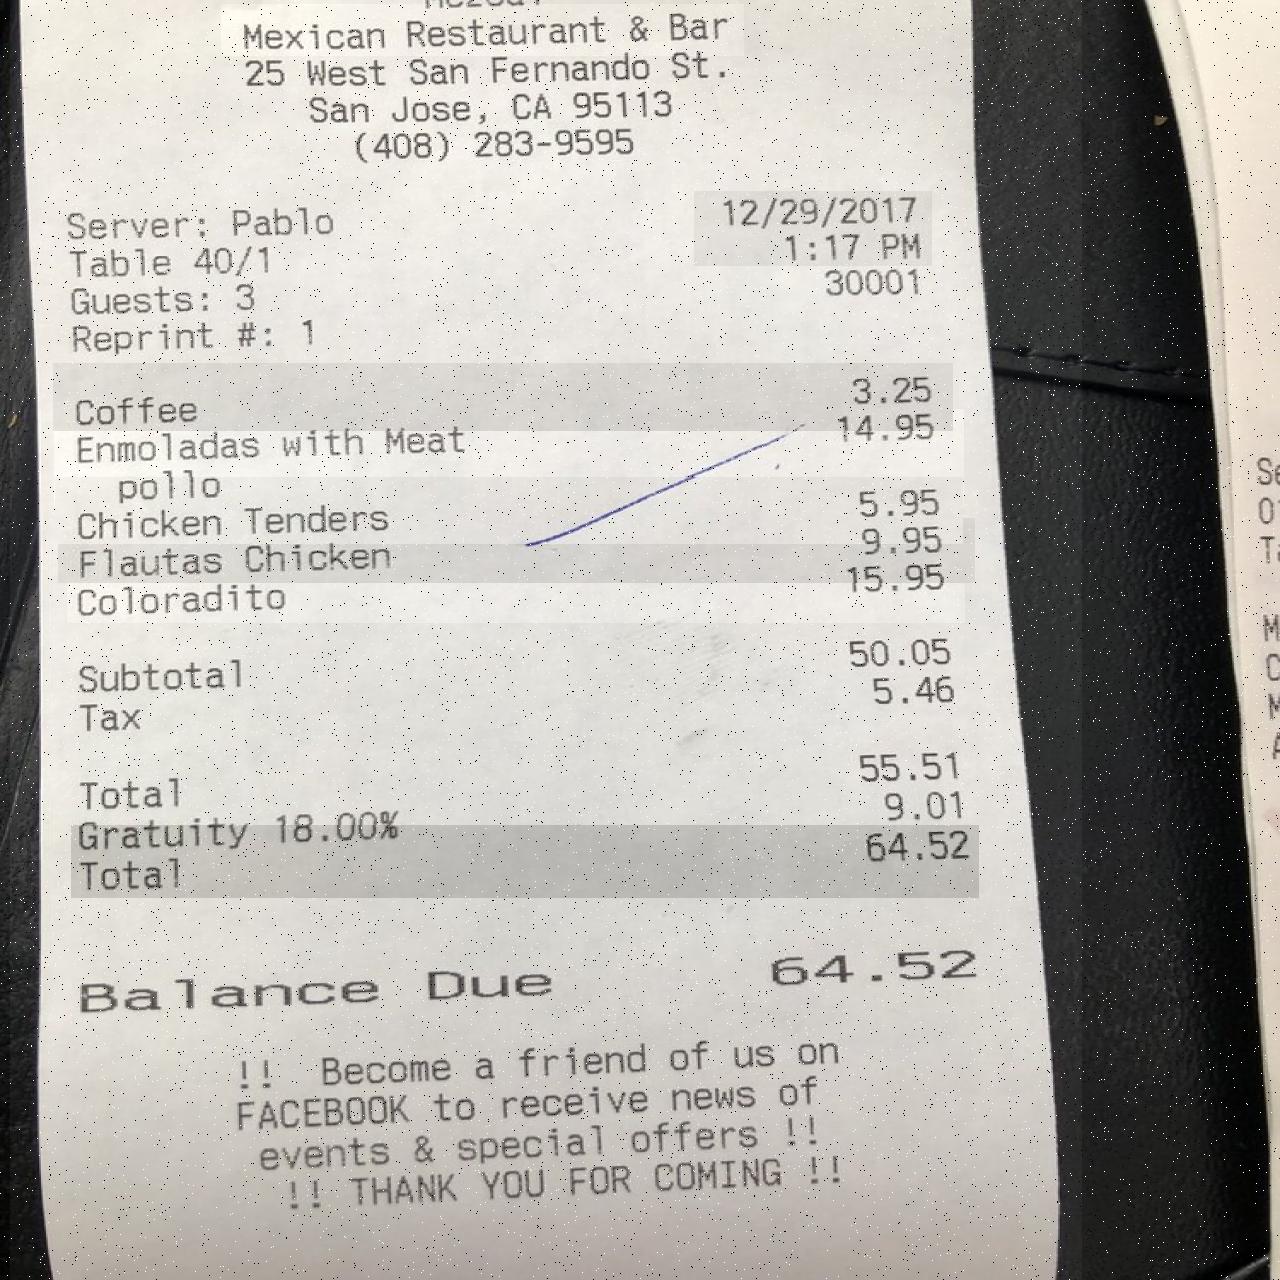 Mexican Restaurant & Bar
25 West San Fernando St.
San Jose, CA 95113
(408) 283-9595
Server: Pablo 12/29/2017
Table 40/1 1:17 PM
Guests: 3 30001
Reprint #: 1
Coffee 3.25
Enmoladas with Meat 14.95
pollo
Chicken Tenders 5.95
Flautas Chicken 9.95
Coloradito 15.95
Subtotal 50.05
Tax 5.46
Total 55.51
Gratuity 18.00% 9.01
Total 64.52
Balance Due 64.52
!! Become a friend of us on
FACEBOOK to receive news of
events & special offers !!
!! THANK YOU FOR COMING !!